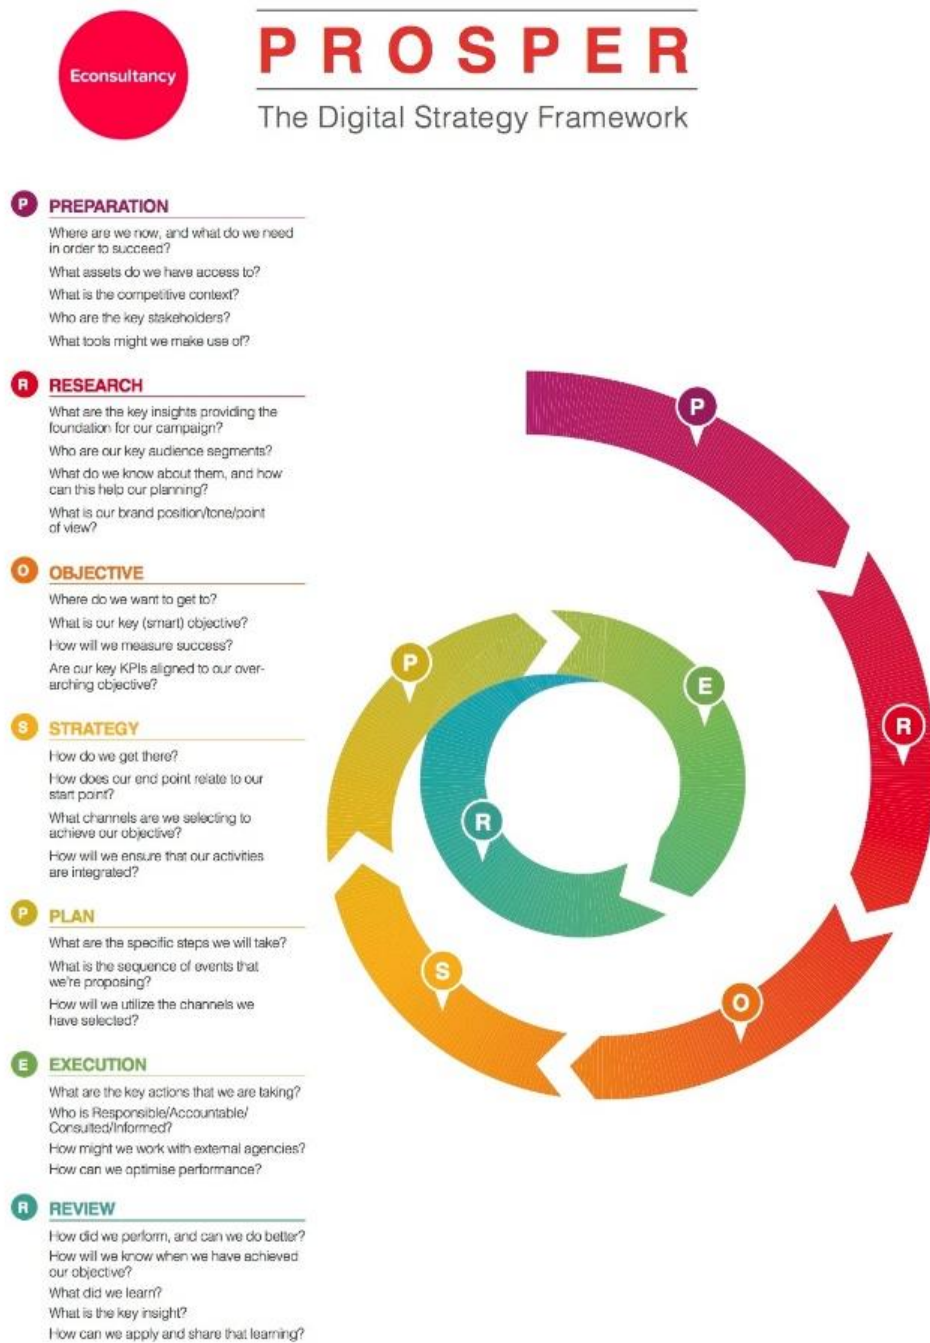 Econsultancy
PROSPER
The Digital Strategy Framework
P PREPARATION
Where are we now, and what do we need
in order to succeed?
What assets do we have access to?
What is the competitive context?
Who are the key stakeholders?
What tools might we make use of?
R RESEARCH
What are the key insights providing the
foundation for our campaign?
Who are our key audience segments?
What do we know about them, and how
can this help our planning?
What is our brand position/tone/point
of view?
O OBJECTIVE
Where do we want to get to?
What is our key (smart) objective?
How will we measure success?
Are our key KPIs aligned to our over-
arching objective?
S STRATEGY
How do we get there?
How does our end point relate to our
start point?
What channels are we selecting to
achieve our objective?
How will we ensure that our activities
are integrated?
P PLAN
What are the specific steps we will take?
What is the sequence of events that
we're proposing?
How will we utilize the channels we
have selected?
E EXECUTION
What are the key actions that we are taking?
Who is Responsible/Accountable/
Consulted/Informed?
How might we work with external agencies?
How can we optimise performance?
R REVIEW
How did we perform, and can we do better?
How will we know when we have achieved
our objective?
What did we learn?
What is the key insight?
How can we apply and share that learning?
P
R
O
S
P
E
R